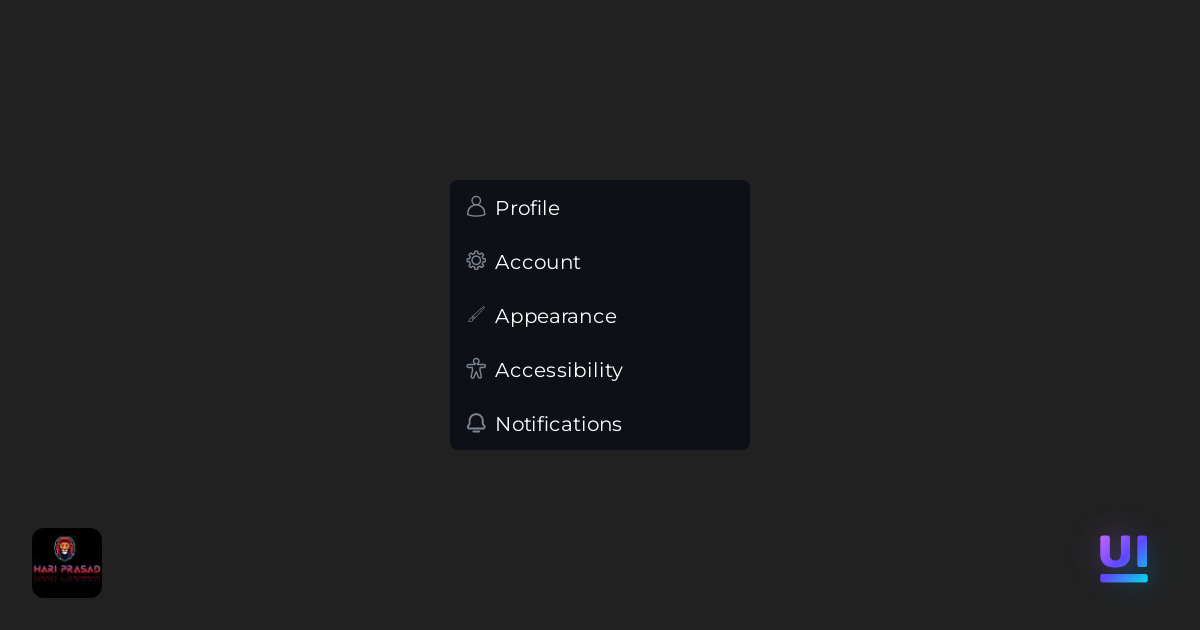 Profile
Account
Appearance
Accessibility
Notifications
HARI PRASAD
UI